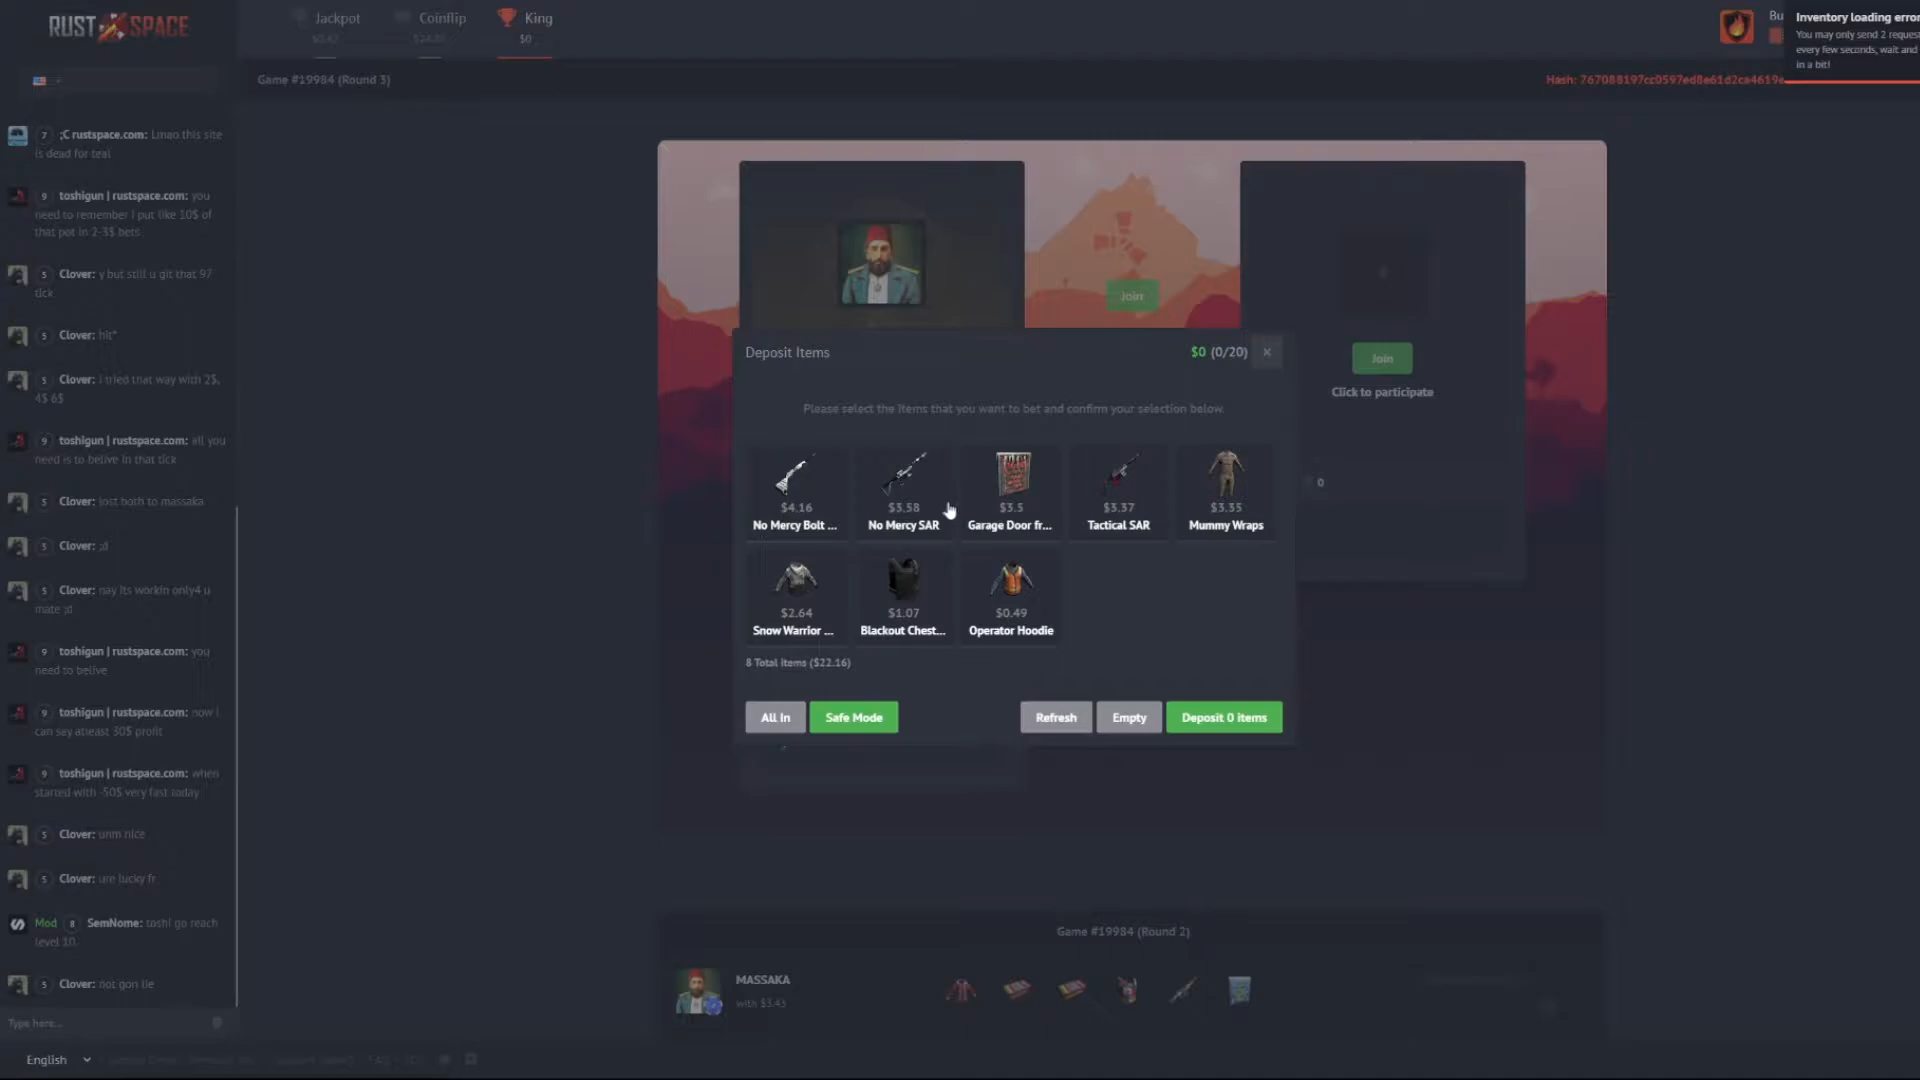 RUST SPACE
Jackpot
$0.42
Coinflip
King
$0
Bu
Inventory loading error
You may only send 2 reques
every few seconds, wait and
in a bit!
Game #19984 (Round 3)
Hash: 767088197cc0597ed8e61d2ca4619e
7 ;C rustspace.com: Lmao this site
is dead for teal
9 toshigun | rustspace.com: you
need to remember I put like 10$ of
that pot in 2-3$ bets
5 Clover: y but still u git that 97
tick
5 Clover: hit*
5 Clover: i tried that way with 2$,
4$ 6$
9 toshigun | rustspace.com: all you
need is to belive in that tick
5 Clover: lost both to massaka
5 Clover: ;d
5 Clover: nay its workin only4 u
mate ;d
9 toshigun | rustspace.com: you
need to belive
9 toshigun | rustspace.com: now I
can say atleast 30$ profit
9 toshigun | rustspace.com: when
started with -50$ very fast today
5 Clover: unm nice
5 Clover: ure lucky fr
Mod 8 SemNome: toshi go reach
level 10
5 Clover: not gon lie
Type here...
English
Join
Join
Click to participate
0
Deposit Items
$0 (0/20)
×
Please select the items that you want to bet and confirm your selection below.
$4.16
No Mercy Bolt ...
$3.58
No Mercy SAR
$3.5
Garage Door fr...
$3.37
Tactical SAR
$3.35
Mummy Wraps
$2.64
Snow Warrior ...
$1.07
Blackout Chest...
$0.49
Operator Hoodie
8 Total items ($22.16)
All In
Safe Mode
Refresh
Empty
Deposit 0 items
Game #19984 (Round 2)
MASSAKA
with $3.43